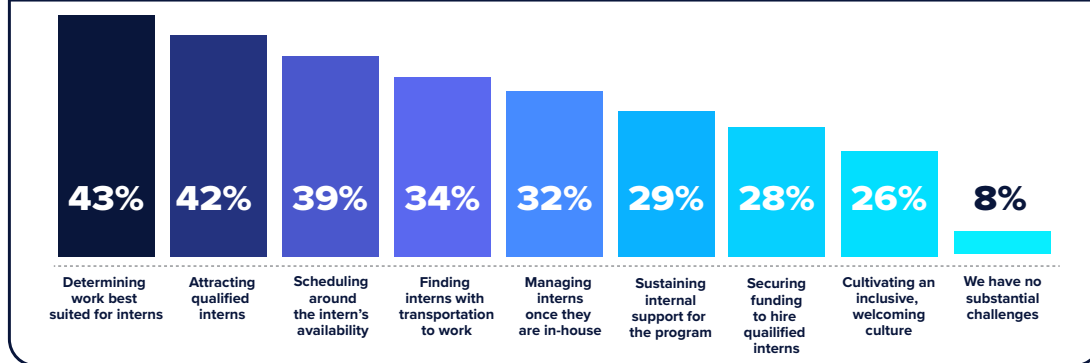 43%
42%
39%
34%
32%
29%
28%
26%
8%
Determining
work best
suited for interns
Attracting
qualified
interns
Scheduling
around
the intern's
availability
Finding
interns with
transportation
to work
Managing
interns
once they
are in-house
Sustaining
internal
support for
the program
Securing
funding
to hire
quailified
interns
Cultivating an
inclusive,
welcoming
culture
We have no
substantial
challenges